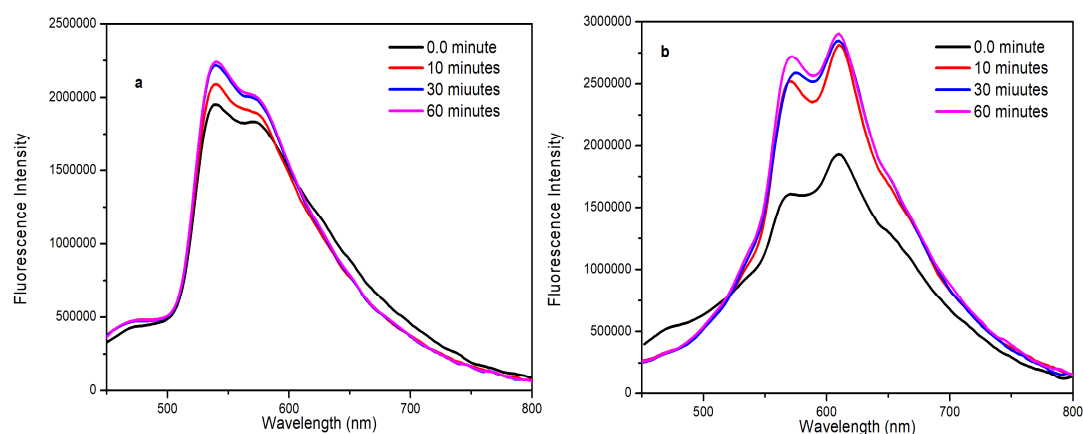 a
0.0 minute
10 minutes
30 miuutes
60 minutes
2500000
2000000
1500000
1000000
500000
0
500
600
700
800
Fluorescence Intensity
Wavelength (nm)
b
0.0 minute
10 minutes
30 miuutes
60 minutes
3000000
2500000
2000000
1500000
1000000
500000
0
500
600
700
800
Fluorescence Intensity
Wavelength (nm)